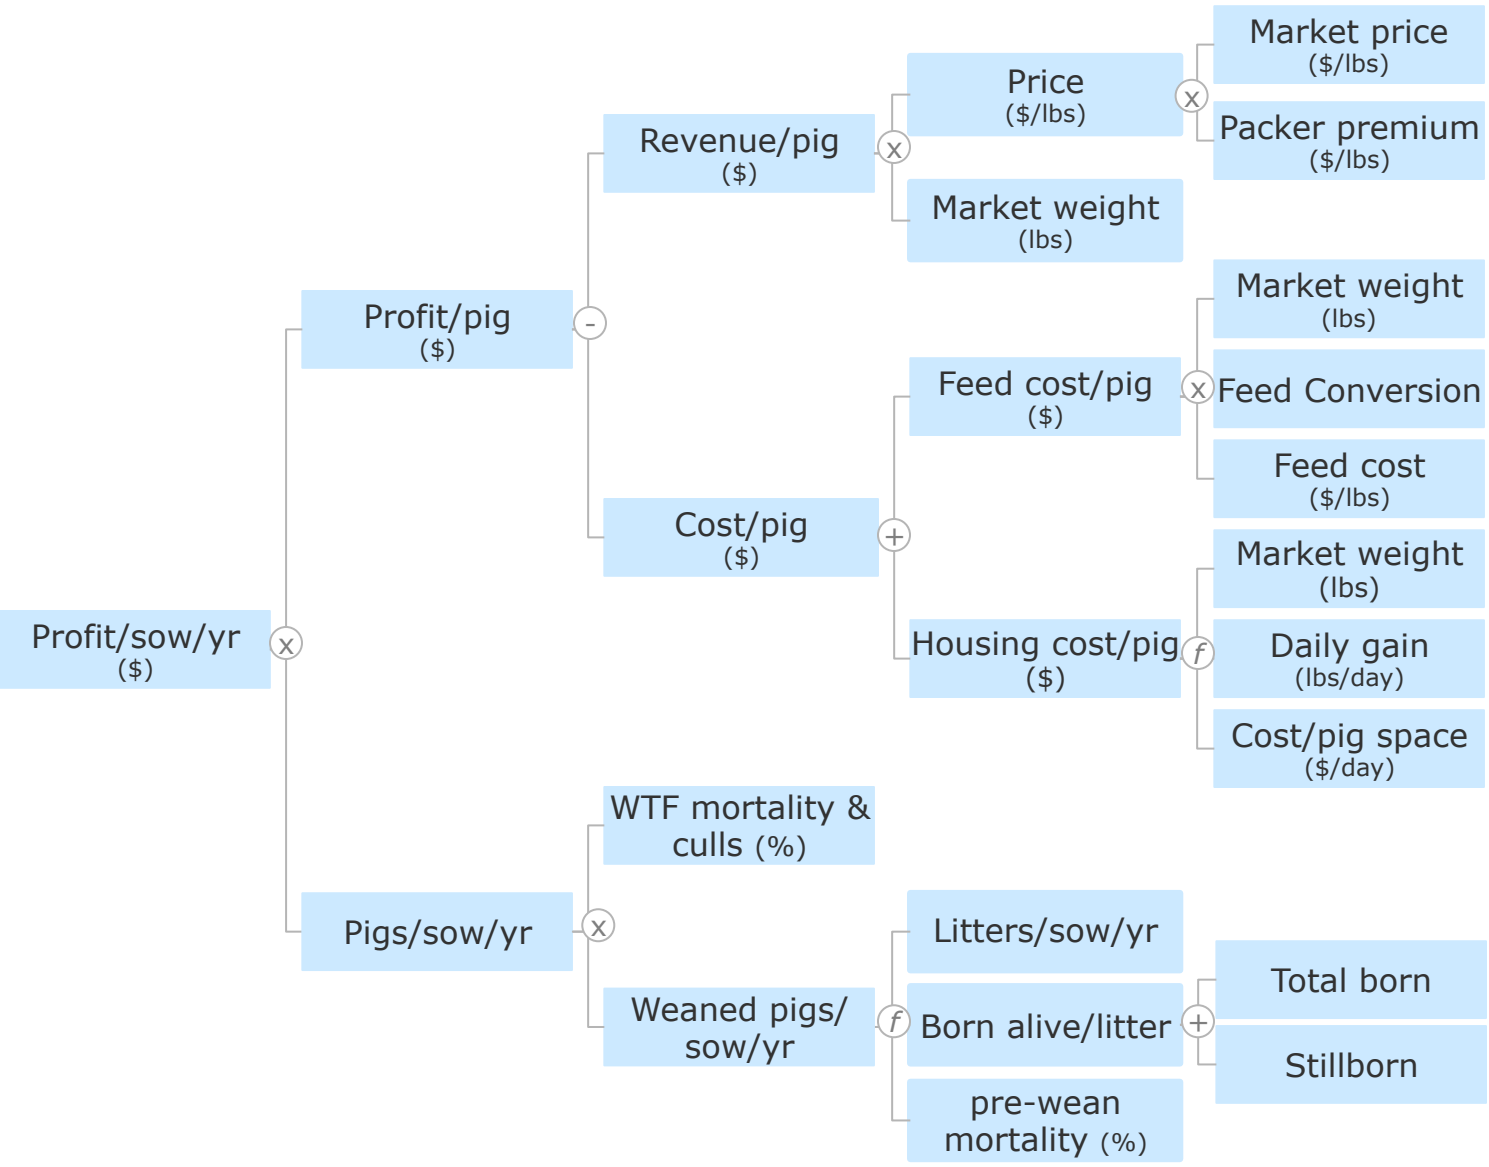 Market price
($/lbs)
Price
($/lbs)
x
Packer premium
($/lbs)
Revenue/pig
($)
x
Market weight
(lbs)
Profit/pig
($)
-
Market weight
(lbs)
Feed cost/pig
($)
x
Feed Conversion
Feed cost
($/lbs)
Cost/pig
($)
+
Market weight
(lbs)
Housing cost/pig
($)
f
Daily gain
(lbs/day)
Cost/pig space
($/day)
Profit/sow/yr
($)
x
WTF mortality &
culls (%)
Pigs/sow/yr
x
Weaned pigs/
sow/yr
f
Litters/sow/yr
Born alive/litter
+
Total born
Stillborn
pre-wean
mortality (%)